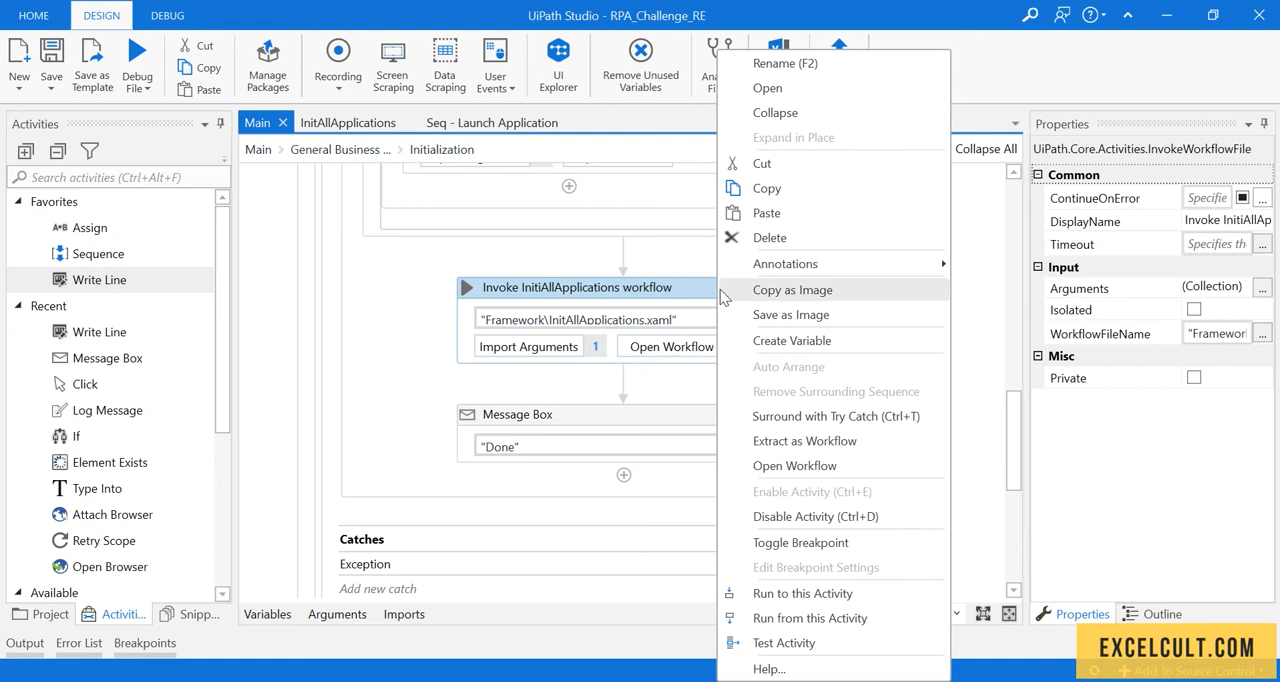 HOME
DESIGN
DEBUG
UiPath Studio - RPA_Challenge_RE
New
Save
Save as Template
Debug File
Cut
Copy
Paste
Manage Packages
Recording
Screen Scraping
Data Scraping
User Events
UI Explorer
Remove Unused Variables
Activities
Search activities (Ctrl+Alt+F)
Favorites
Assign
Sequence
Write Line
Recent
Write Line
Message Box
Click
Log Message
If
Element Exists
Type Into
Attach Browser
Retry Scope
Open Browser
Available
Project
Activiti...
Snipp...
Output
Error List
Breakpoints
Main
InitAllApplications
Seq - Launch Application
Main > General Business ... > Initialization
Collapse All
Invoke InitiAllApplications workflow
"Framework\InitAllApplications.xaml"
Import Arguments
1
Open Workflow
Message Box
"Done"
Catches
Exception
Add new catch
Variables
Arguments
Imports
Rename (F2)
Open
Collapse
Expand in Place
Cut
Copy
Paste
Delete
Annotations
Copy as Image
Save as Image
Create Variable
Auto Arrange
Remove Surrounding Sequence
Surround with Try Catch (Ctrl+T)
Extract as Workflow
Open Workflow
Enable Activity (Ctrl+E)
Disable Activity (Ctrl+D)
Toggle Breakpoint
Edit Breakpoint Settings
Run to this Activity
Run from this Activity
Test Activity
Help...
Properties
UiPath.Core.Activities.InvokeWorkflowFile
Common
ContinueOnError
Specifie
DisplayName
Invoke InitiAllAp
Timeout
Specifies th
Input
Arguments
(Collection)
Isolated
WorkflowFileName
"Framework
Misc
Private
Properties
Outline
EXCELCULT.COM
Add To Source Control